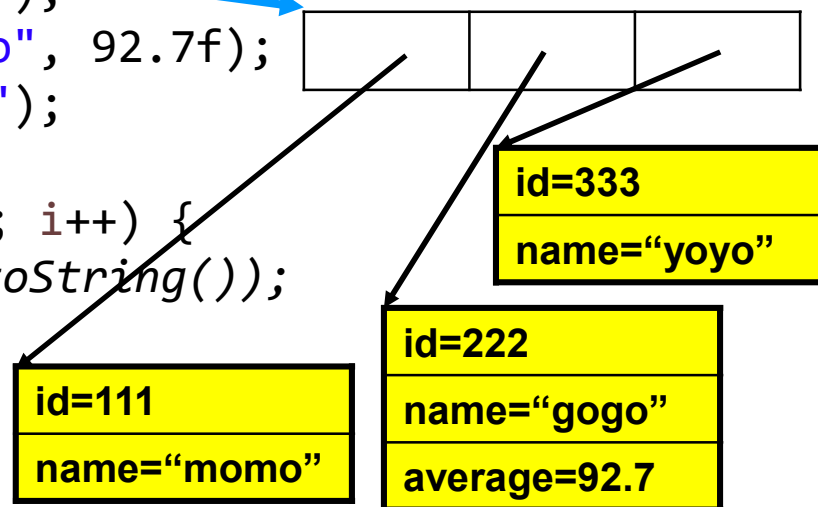 );
o", 92.7f);
");
; i++) {
oString());
id=333
name=“yoyo”
id=222
name=“gogo”
average=92.7
id=111
name=“momo”